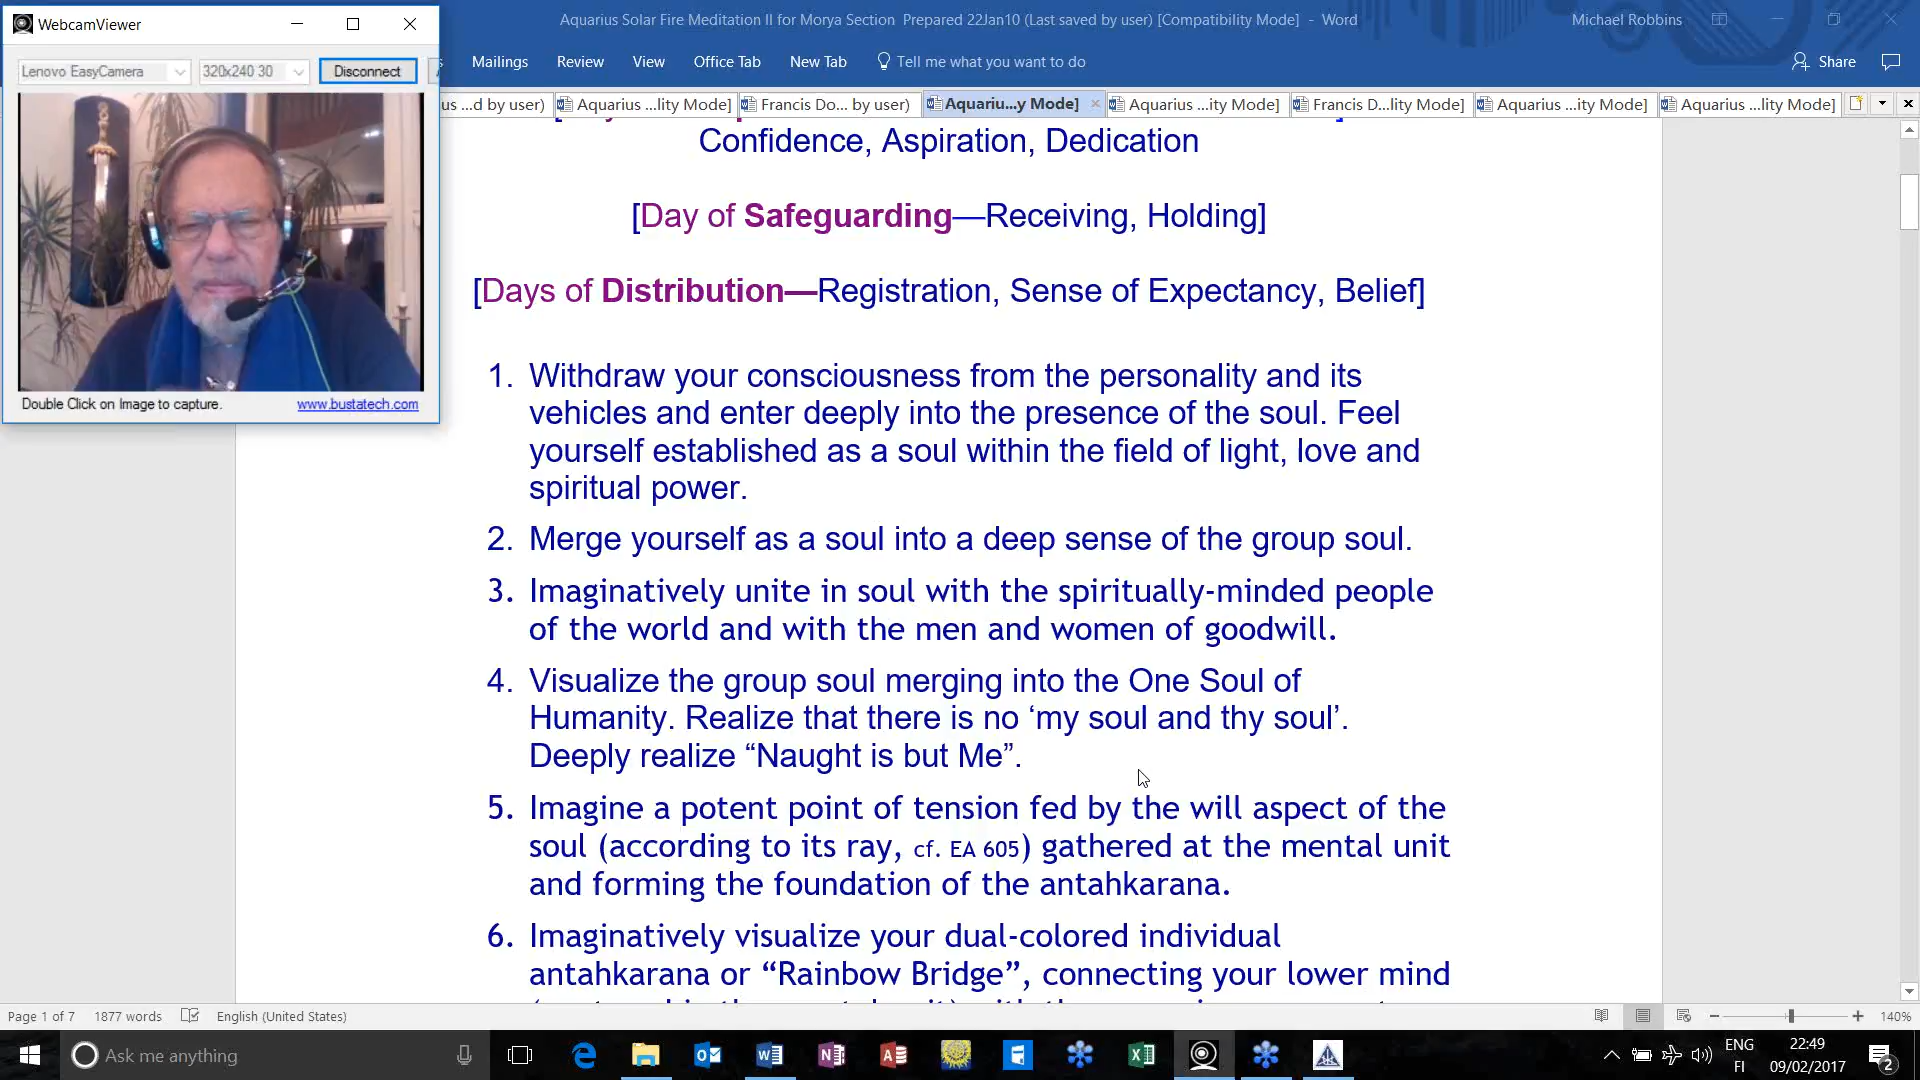 WebcamViewer
Lenovo EasyCamera
320x240 30
Disconnect
Double Click on Image to capture.
www.bustatech.com
Aquarius Solar Fire Meditation II for Morya Section  Prepared 22Jan10 (Last saved by user) [Compatibility Mode]  -  Word
Michael Robbins
Mailings
Review
View
Office Tab
New Tab
Tell me what you want to do
Share
us ...d by user)
Aquarius ...lity Mode]
Francis Do... by user)
Aquariu...y Mode]
Aquarius ...ity Mode]
Francis D...lity Mode]
Aquarius ...ity Mode]
Aquarius ...lity Mode]
Confidence, Aspiration, Dedication
[Day of Safeguarding—Receiving, Holding]
[Days of Distribution—Registration, Sense of Expectancy, Belief]
1. Withdraw your consciousness from the personality and its
vehicles and enter deeply into the presence of the soul. Feel
yourself established as a soul within the field of light, love and
spiritual power.
2. Merge yourself as a soul into a deep sense of the group soul.
3. Imaginatively unite in soul with the spiritually-minded people
of the world and with the men and women of goodwill.
4. Visualize the group soul merging into the One Soul of
Humanity. Realize that there is no ‘my soul and thy soul’.
Deeply realize “Naught is but Me”.
5. Imagine a potent point of tension fed by the will aspect of the
soul (according to its ray, cf. EA 605) gathered at the mental unit
and forming the foundation of the antahkarana.
6. Imaginatively visualize your dual-colored individual
antahkarana or “Rainbow Bridge”, connecting your lower mind
Page 1 of 7
1877 words
English (United States)
140%
Ask me anything
ENG
FI
22:49
09/02/2017
2